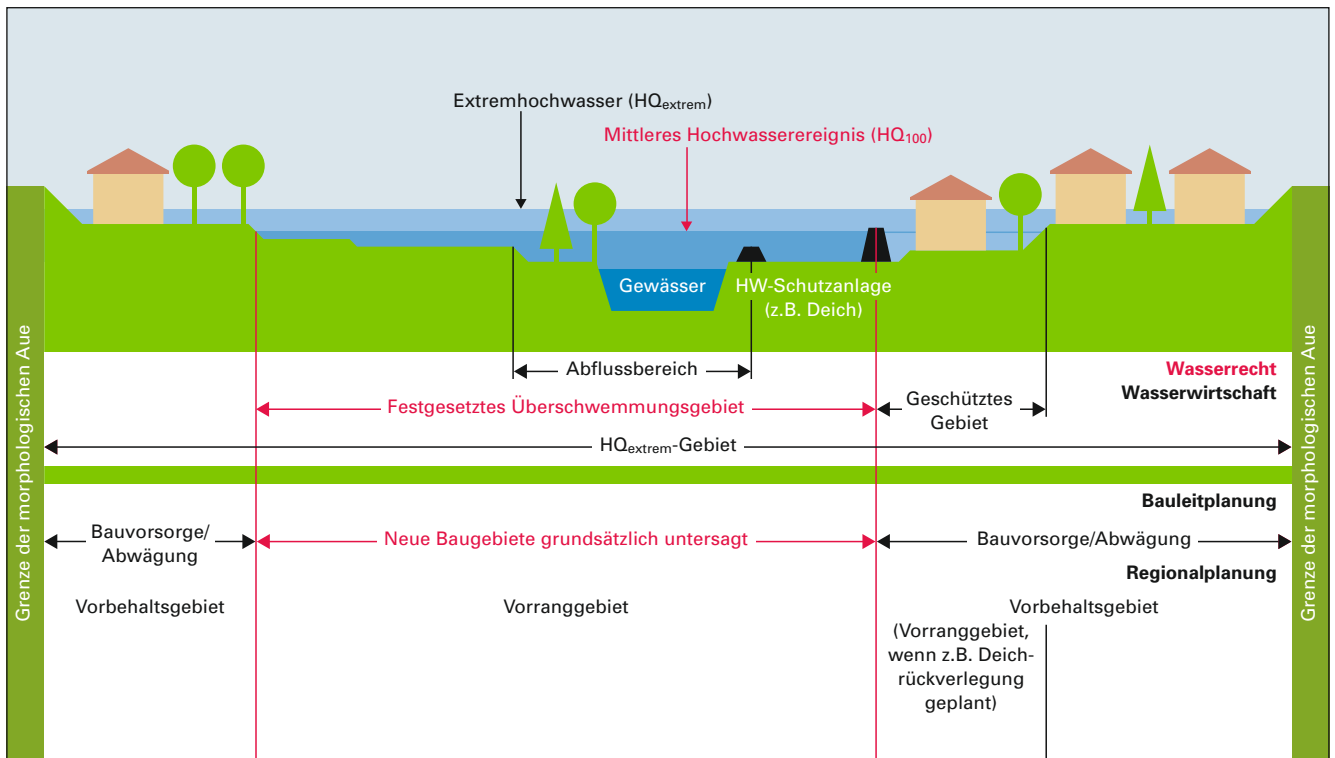 Extremhochwasser (HQextrem)
Mittleres Hochwasserereignis (HQ100)
Gewässer
HW-Schutzanlage
(z.B. Deich)
Grenze der morphologischen Aue
Grenze der morphologischen Aue
Abflussbereich
Wasserrecht
Wasserwirtschaft
Festgesetztes Überschwemmungsgebiet
Geschütztes
Gebiet
HQextrem-Gebiet
Bauleitplanung
Bauvorsorge/
Abwägung
Neue Baugebiete grundsätzlich untersagt
Bauvorsorge/Abwägung
Regionalplanung
Vorbehaltsgebiet
Vorranggebiet
Vorbehaltsgebiet
(Vorranggebiet,
wenn z.B. Deich-
rückverlegung
geplant)